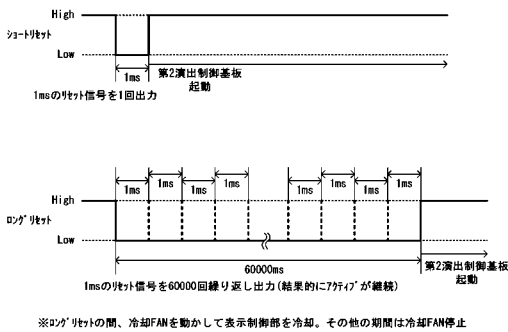 High
ｼｮｰﾄﾘｾｯﾄ
Low
1ms
第2演出制御基板
起動
1msのﾘｾｯﾄ信号を1回出力
1ms 1ms 1ms 1ms 1ms 1ms 1ms 1ms
High
ﾛﾝｸﾞﾘｾｯﾄ
Low
60000ms
第2演出制御基板
起動
1msのﾘｾｯﾄ信号を60000回繰り返し出力(結果的にｱｸﾃｨﾌﾞが継続)
※ﾛﾝｸﾞﾘｾｯﾄの間、冷却FANを動かして表示制御部を冷却。その他の期間は冷却FAN停止